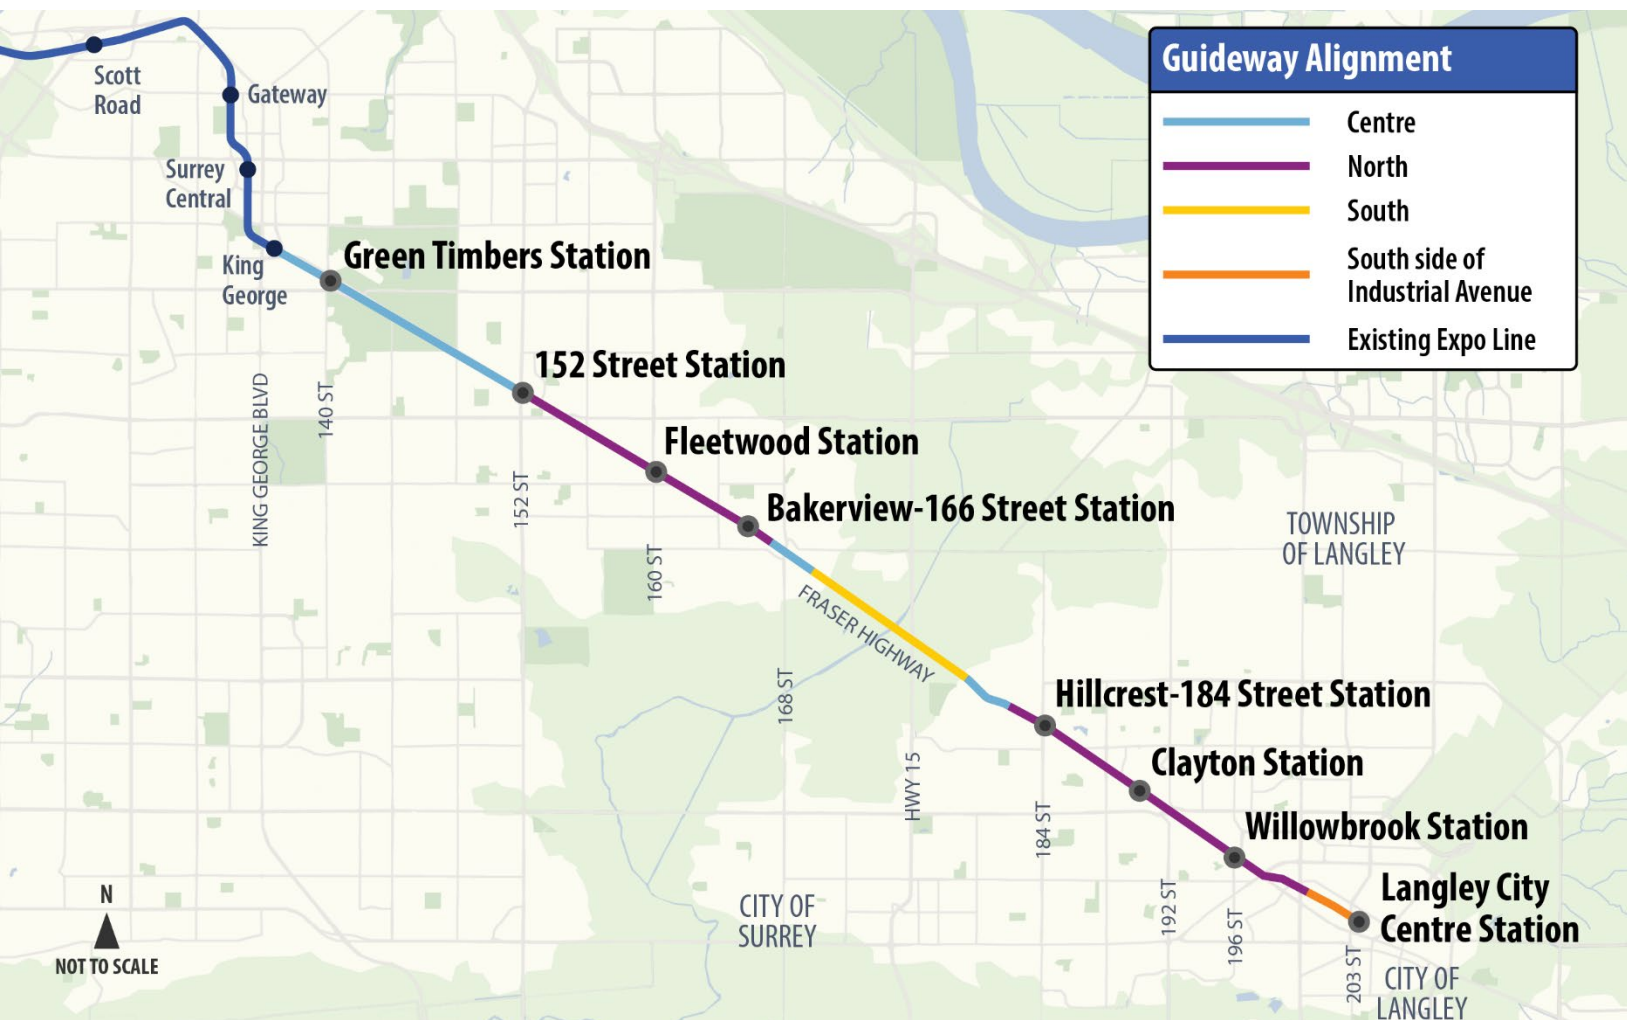 Guideway Alignment
Centre
North
South
South side of
Industrial Avenue
Existing Expo Line
Scott
Road
Gateway
Surrey
Central
King
George
Green Timbers Station
152 Street Station
Fleetwood Station
Bakerview-166 Street Station
Hillcrest-184 Street Station
Clayton Station
Willowbrook Station
Langley City
Centre Station
KING GEORGE BLVD
140 ST
152 ST
160 ST
168 ST
FRASER HIGHWAY
HWY 15
184 ST
192 ST
196 ST
203 ST
TOWNSHIP
OF LANGLEY
CITY OF
SURREY
CITY OF
LANGLEY
N
NOT TO SCALE